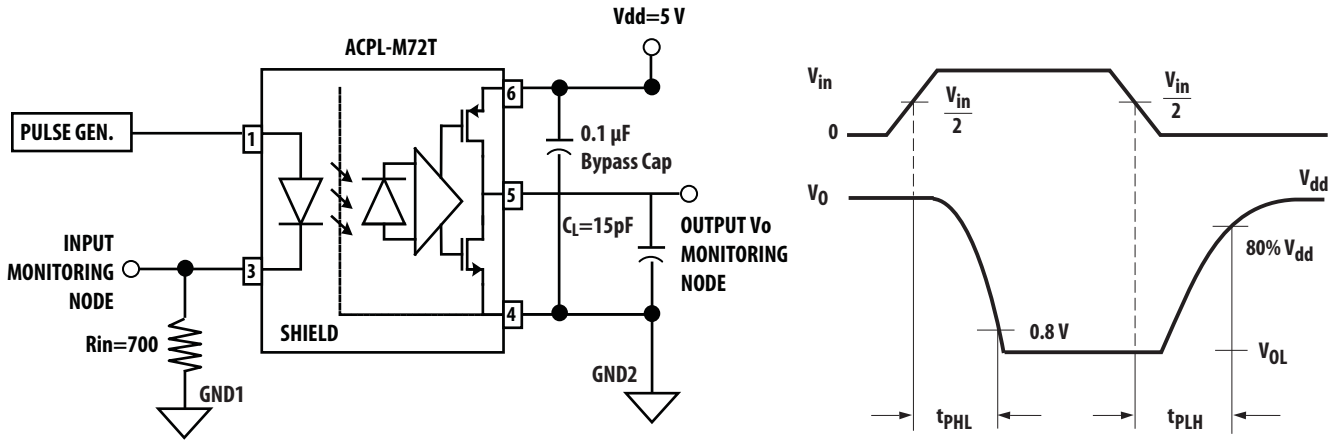 Vdd=5 V
ACPL-M72T
PULSE GEN.
1
6
0.1 µF
Bypass Cap
5
CL=15pF
OUTPUT Vo
MONITORING
NODE
INPUT
MONITORING
NODE
3
4
SHIELD
Rin=700
GND1
GND2
Vin
0
Vin
2
Vin
2
VO
Vdd
80% Vdd
0.8 V
VOL
tPHL
tPLH